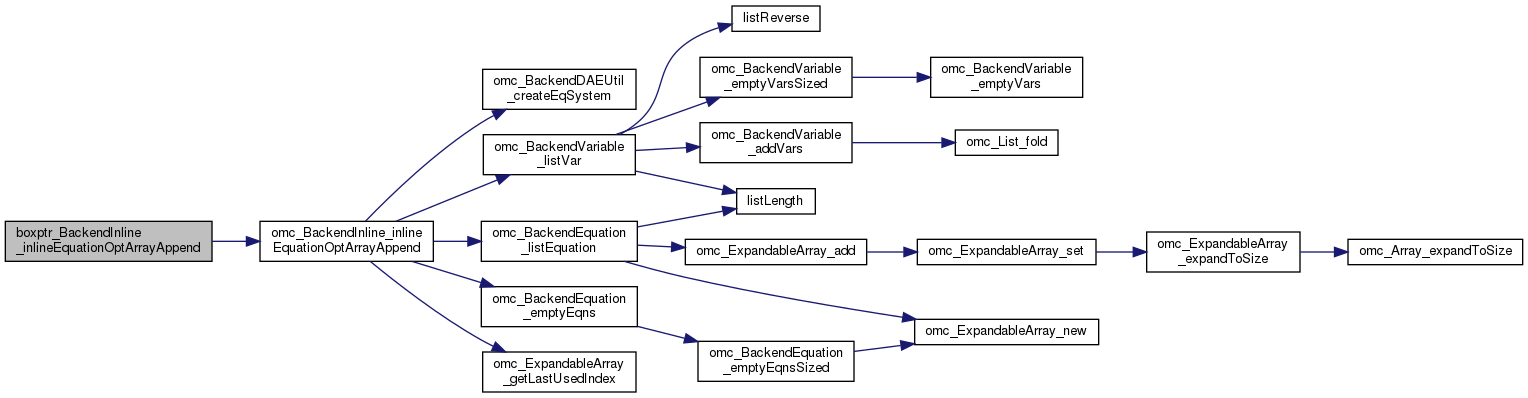 boxptr_BackendInline
_inlineEquationOptArrayAppend
omc_BackendInline_inline
EquationOptArrayAppend
omc_BackendDAEUtil
_createEqSystem
omc_BackendVariable
_listVar
omc_BackendEquation
_listEquation
omc_BackendEquation
_emptyEqns
omc_ExpandableArray
_getLastUsedIndex
listReverse
omc_BackendVariable
_emptyVarsSized
omc_BackendVariable
_addVars
listLength
omc_ExpandableArray_add
omc_BackendEquation
_emptyEqnsSized
omc_BackendVariable
_emptyVars
omc_List_fold
omc_ExpandableArray_set
omc_ExpandableArray_new
omc_ExpandableArray
_expandToSize
omc_Array_expandToSize